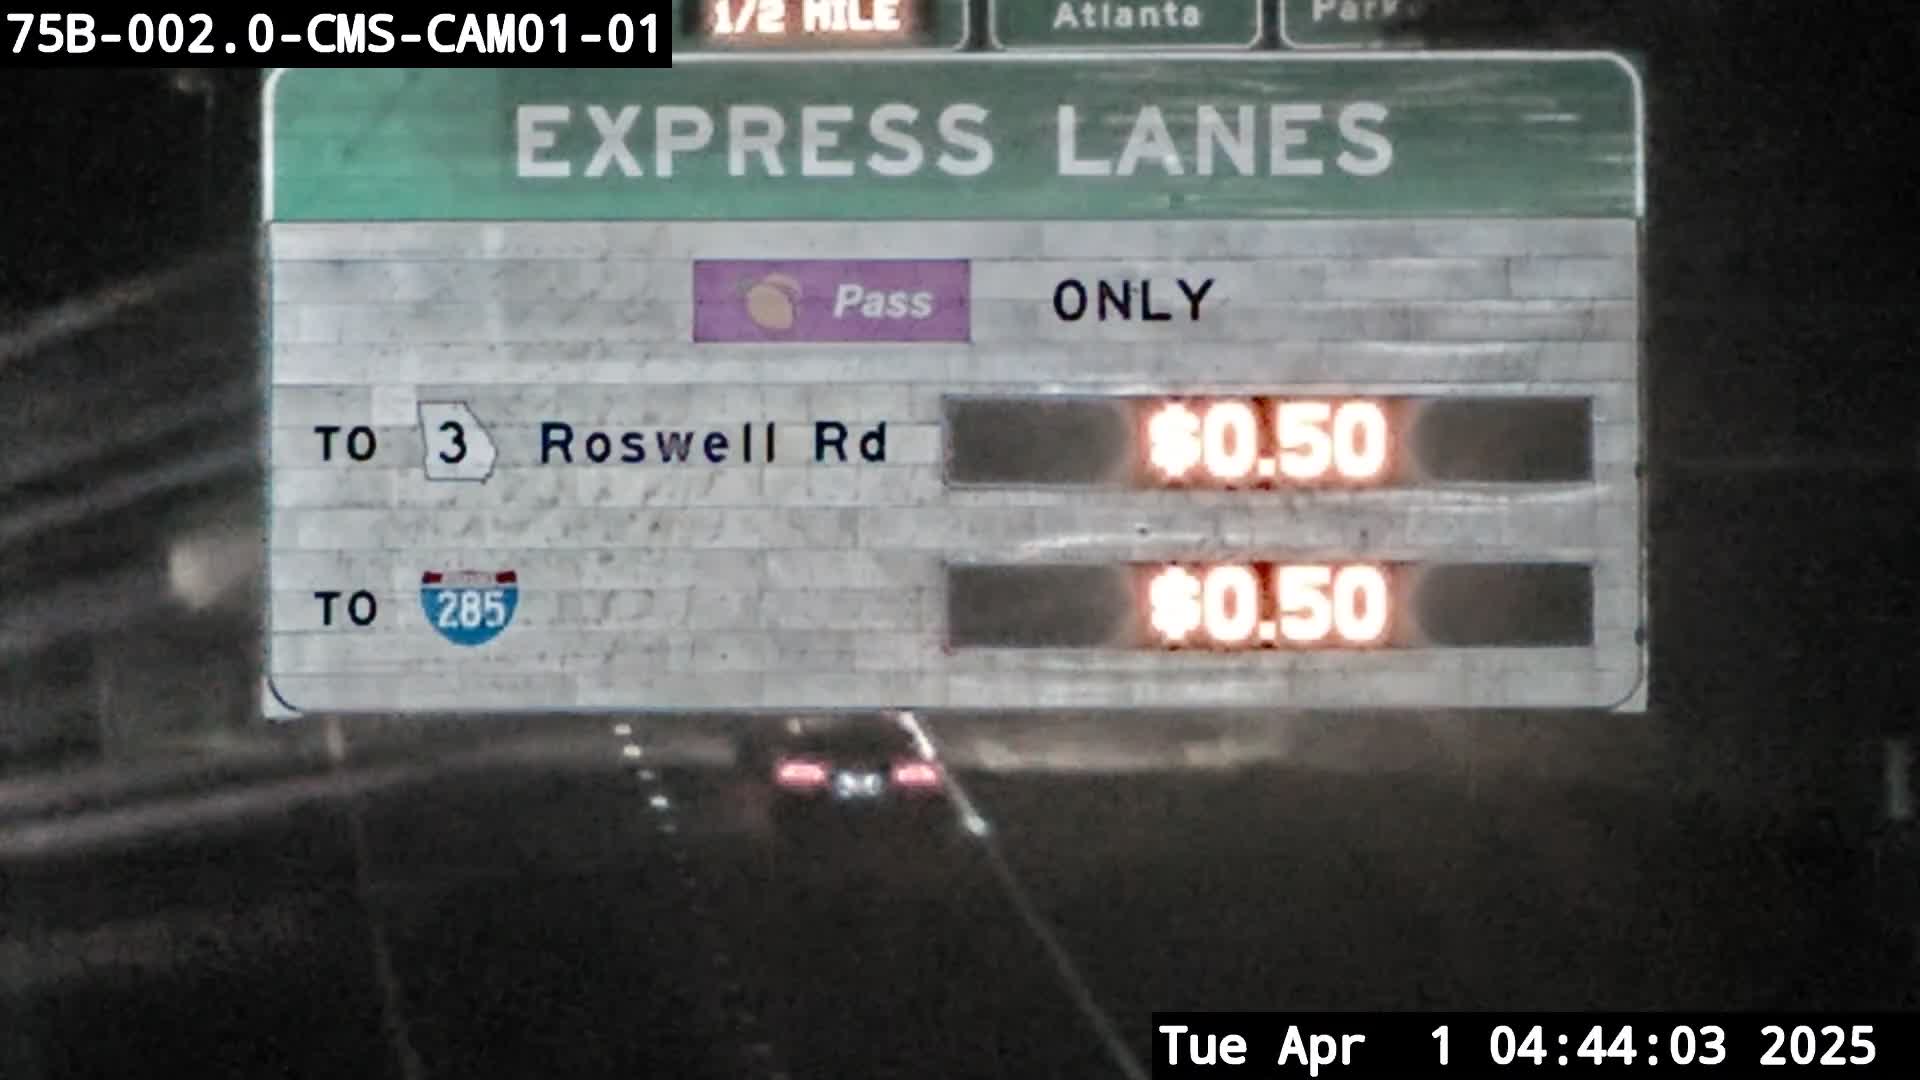 75B-002.0-CMS-CAM01-01
1/2 MILE
Atlanta
EXPRESS LANES
Pass ONLY
TO 3 Roswell Rd $0.50
TO 285 $0.50
Tue Apr 1 04:44:03 2025